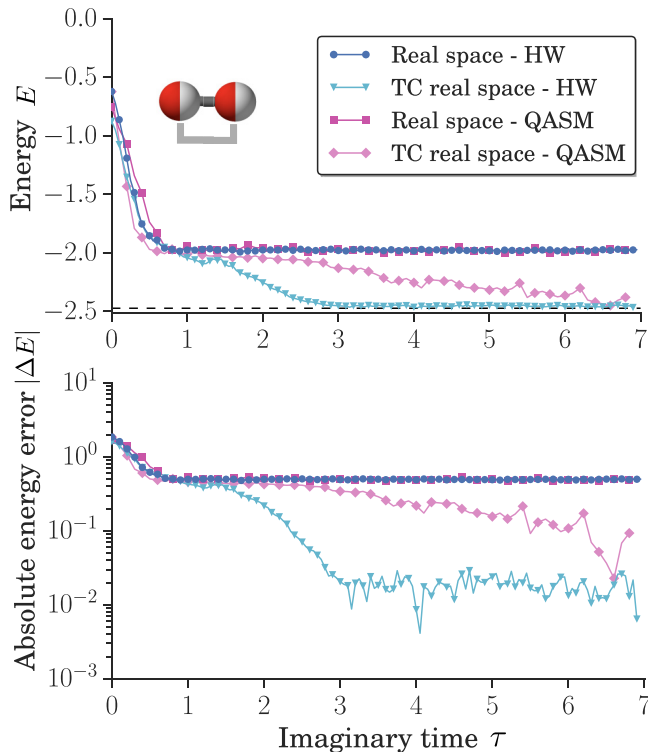 0.0
−0.5
−1.0
−1.5
−2.0
−2.5
Energy E
Real space - HW
TC real space - HW
Real space - QASM
TC real space - QASM
0 1 2 3 4 5 6 7
Absolute energy error |ΔE|
10¹
10⁰
10⁻¹
10⁻²
10⁻³
0 1 2 3 4 5 6 7
Imaginary time τ